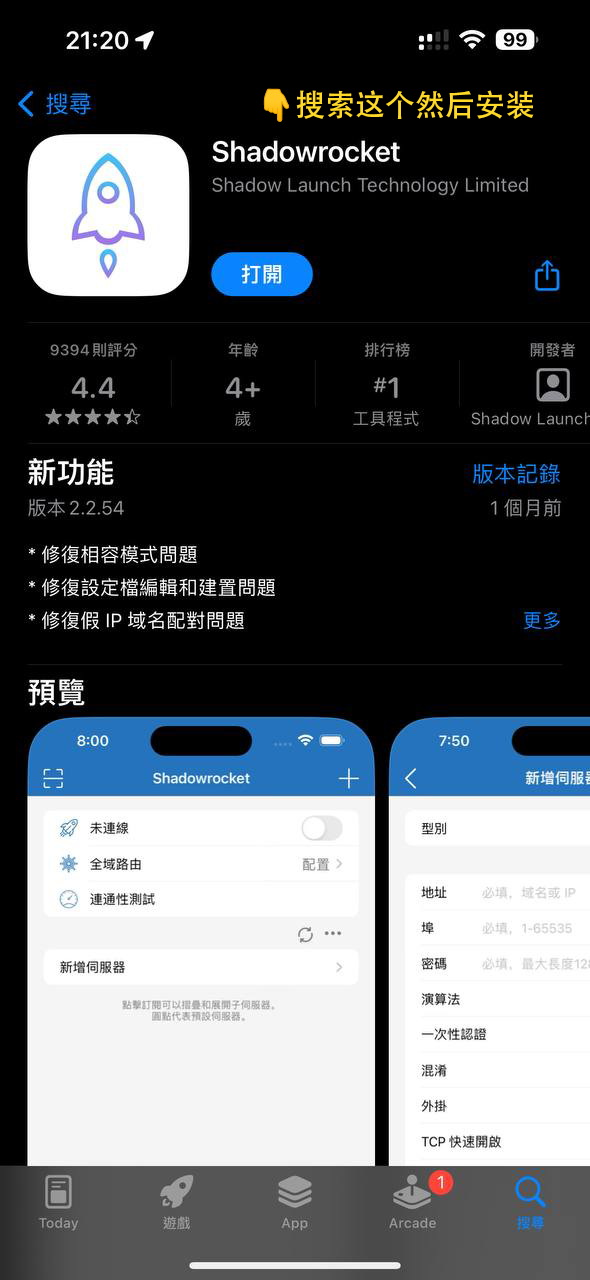 21:20
99
搜尋
👇搜索这个然后安装
Shadowrocket
Shadow Launch Technology Limited
打開
9394則評分
年齡
排行榜
開發者
4.4
4+
#1
歲
工具程式
Shadow Launch
新功能
版本記錄
版本 2.2.54
1 個月前
* 修復相容模式問題
* 修復設定檔編輯和建置問題
* 修復假 IP 域名配對問題
更多
預覽
8:00
Shadowrocket
未連線
全域路由
配置
連通性測試
新增伺服器
點擊訂閱可以摺疊和展開子伺服器。
圓點代表預設伺服器。
7:50
新增伺服器
型別
地址
必填，域名或 IP
埠
必填，1-65535
密碼
必填，最大長度128
演算法
一次性認證
混淆
外掛
TCP 快速開啟
Today
遊戲
App
Arcade
1
搜尋